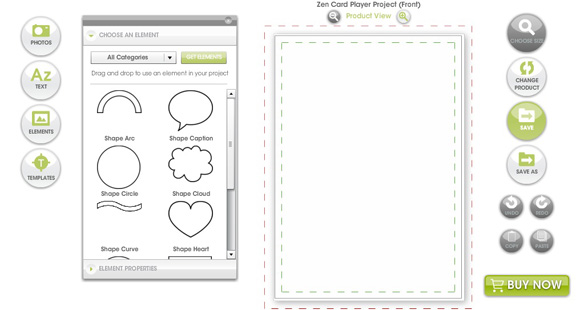 Zen Card Player Project (Front)
Product View
PHOTOS
Az
TEXT
ELEMENTS
T
TEMPLATES
CHOOSE AN ELEMENT
All Categories
GET ELEMENTS
Drag and drop to use an element in your project
Shape Arc
Shape Caption
Shape Circle
Shape Cloud
Shape Curve
Shape Heart
ELEMENT PROPERTIES
CHOOSE SIZE
CHANGE
PRODUCT
SAVE
SAVE AS
UNDO
REDO
COPY
PASTE
BUY NOW